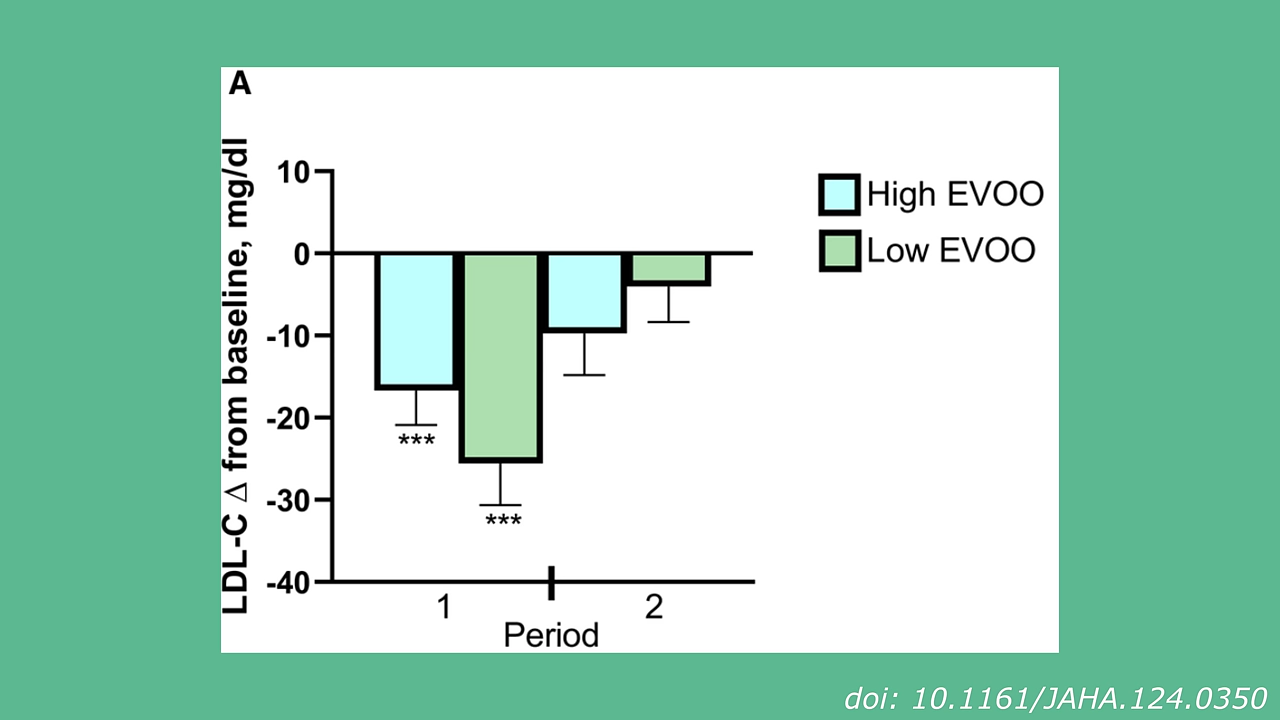 A
LDL-C Δ from baseline, mg/dl
10
0
-10
-20
-30
-40
***
***
1
2
Period
High EVOO
Low EVOO
doi: 10.1161/JAHA.124.0350